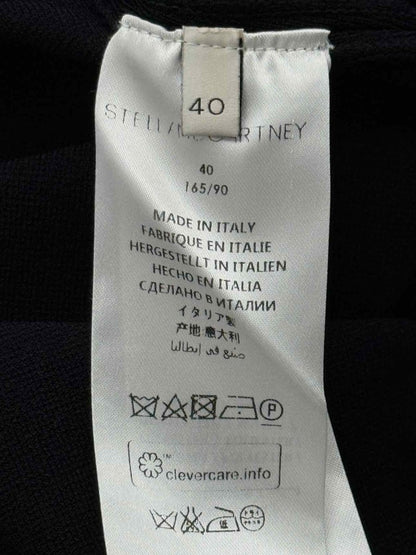 40
STELLA McCARTNEY
40
165/90
MADE IN ITALY
FABRIQUE EN ITALIE
HERGESTELLT IN ITALIEN
HECHO EN ITALIA
СДЕЛАНО В ИТАЛИИ
イタリア製
产地:意大利
صنع في إيطاليا
P
™
clevercare.info